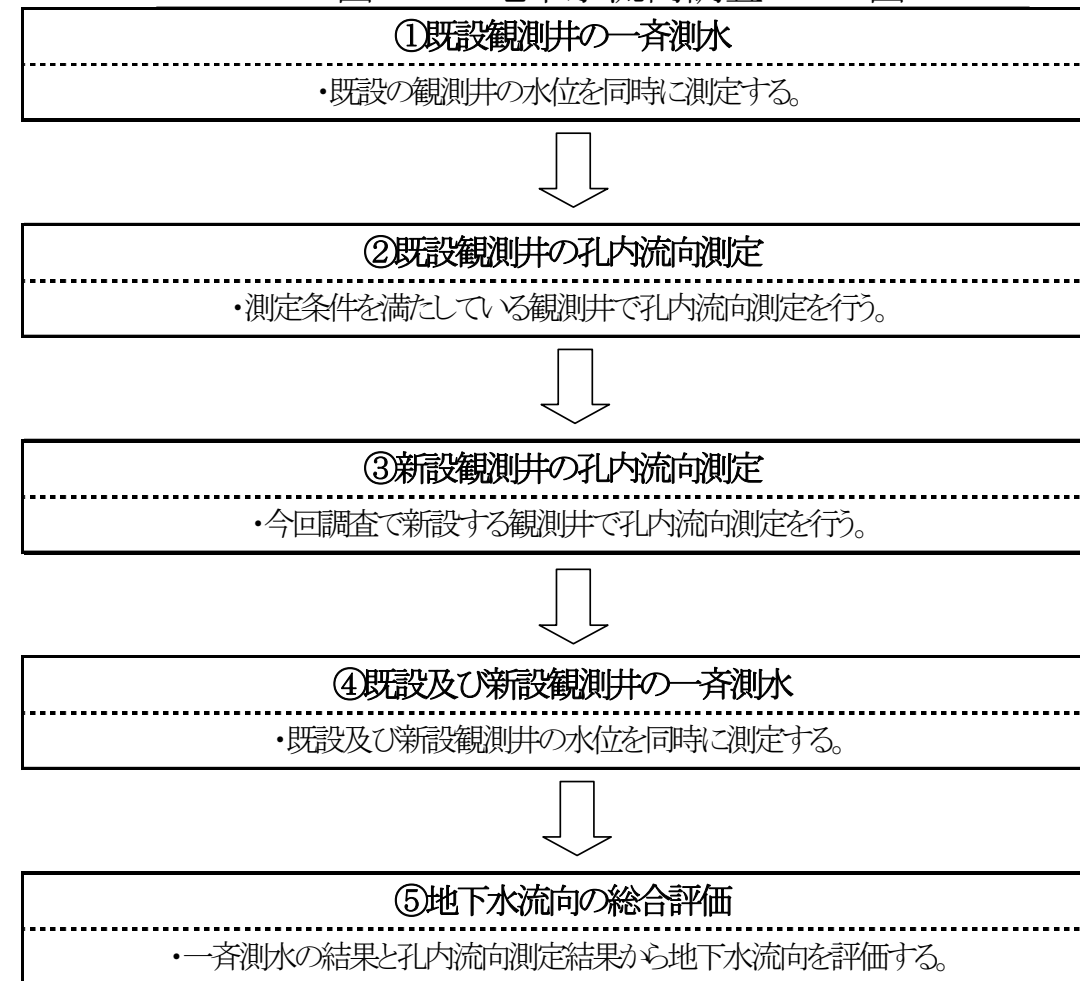 ①既設観測井の一斉測水
・既設の観測井の水位を同時に測定する。
②既設観測井の孔内流向測定
・測定条件を満たしている観測井で孔内流向測定を行う。
③新設観測井の孔内流向測定
・今回調査で新設する観測井で孔内流向測定を行う。
④既設及び新設観測井の一斉測水
・既設及び新設観測井の水位を同時に測定する。
⑤地下水流向の総合評価
・一斉測水の結果と孔内流向測定結果から地下水流向を評価する。